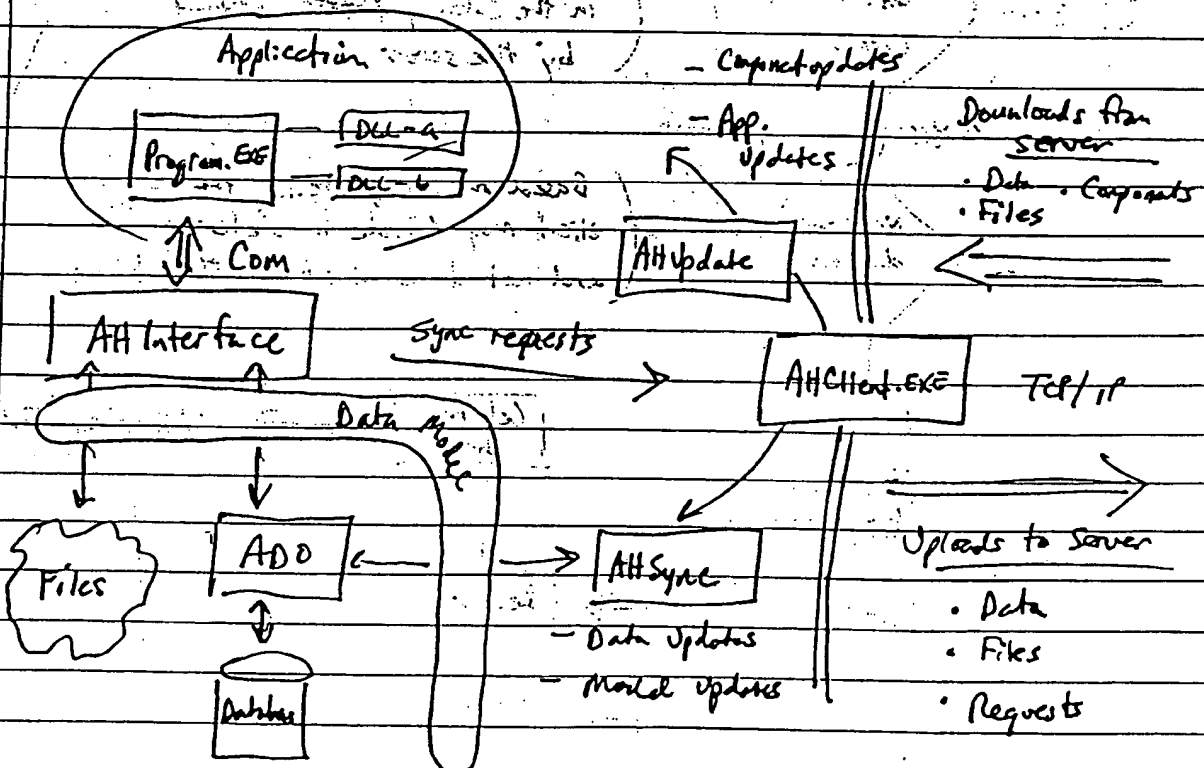 Application
Program.EXE
DLL-a
DLL-b
Com
AH Interface
Sync requests
Data Model
Files
ADO
Database
- Component updates
- App.
updates
AHUpdate
AHClient.EXE
AHSync
- Data updates
- Model updates
Downloads from
server
• Data • Components
• Files
TCP/IP
Uploads to Server
• Data
• Files
• Requests